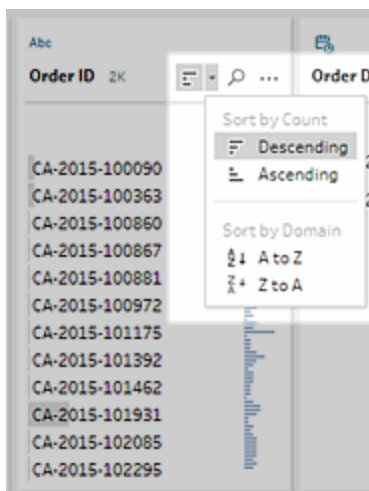 Abc
Order ID 2K
Order D
Sort by Count
Descending
Ascending
Sort by Domain
A to Z
Z to A
CA-2015-100090
CA-2015-100363
CA-2015-100860
CA-2015-100867
CA-2015-100881
CA-2015-100972
CA-2015-101175
CA-2015-101392
CA-2015-101462
CA-2015-101931
CA-2015-102085
CA-2015-102295